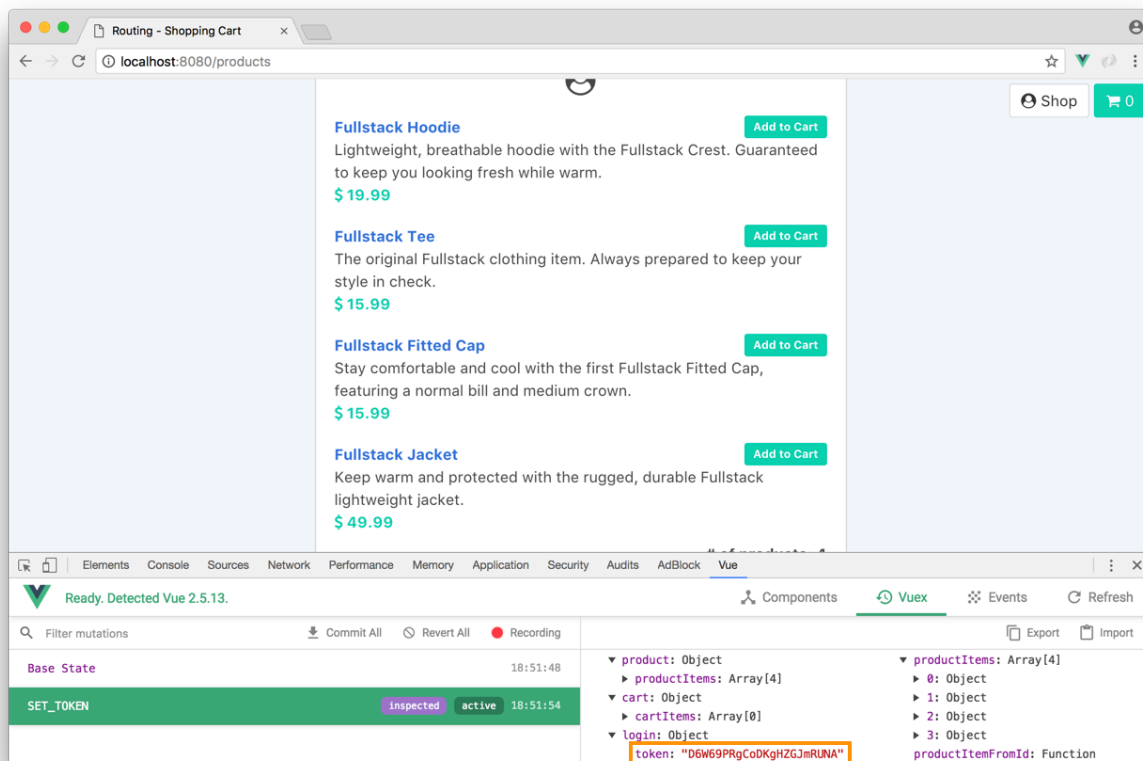 Routing - Shopping Cart
localhost:8080/products
Shop
0
Fullstack Hoodie
Add to Cart
Lightweight, breathable hoodie with the Fullstack Crest. Guaranteed
to keep you looking fresh while warm.
$ 19.99
Fullstack Tee
Add to Cart
The original Fullstack clothing item. Always prepared to keep your
style in check.
$ 15.99
Fullstack Fitted Cap
Add to Cart
Stay comfortable and cool with the first Fullstack Fitted Cap,
featuring a normal bill and medium crown.
$ 15.99
Fullstack Jacket
Add to Cart
Keep warm and protected with the rugged, durable Fullstack
lightweight jacket.
$ 49.99
# of products
Elements Console Sources Network Performance Memory Application Security Audits AdBlock Vue
Ready. Detected Vue 2.5.13.
Components Vuex Events Refresh
Filter mutations
Commit All Revert All Recording
Export Import
Base State 18:51:48
SET_TOKEN inspected active 18:51:54
product: Object
productItems: Array[4]
cart: Object
cartItems: Array[0]
login: Object
token: "D6W69PRgCoDKgHZGJmRUNA"
productItems: Array[4]
0: Object
1: Object
2: Object
3: Object
productItemFromId: Function